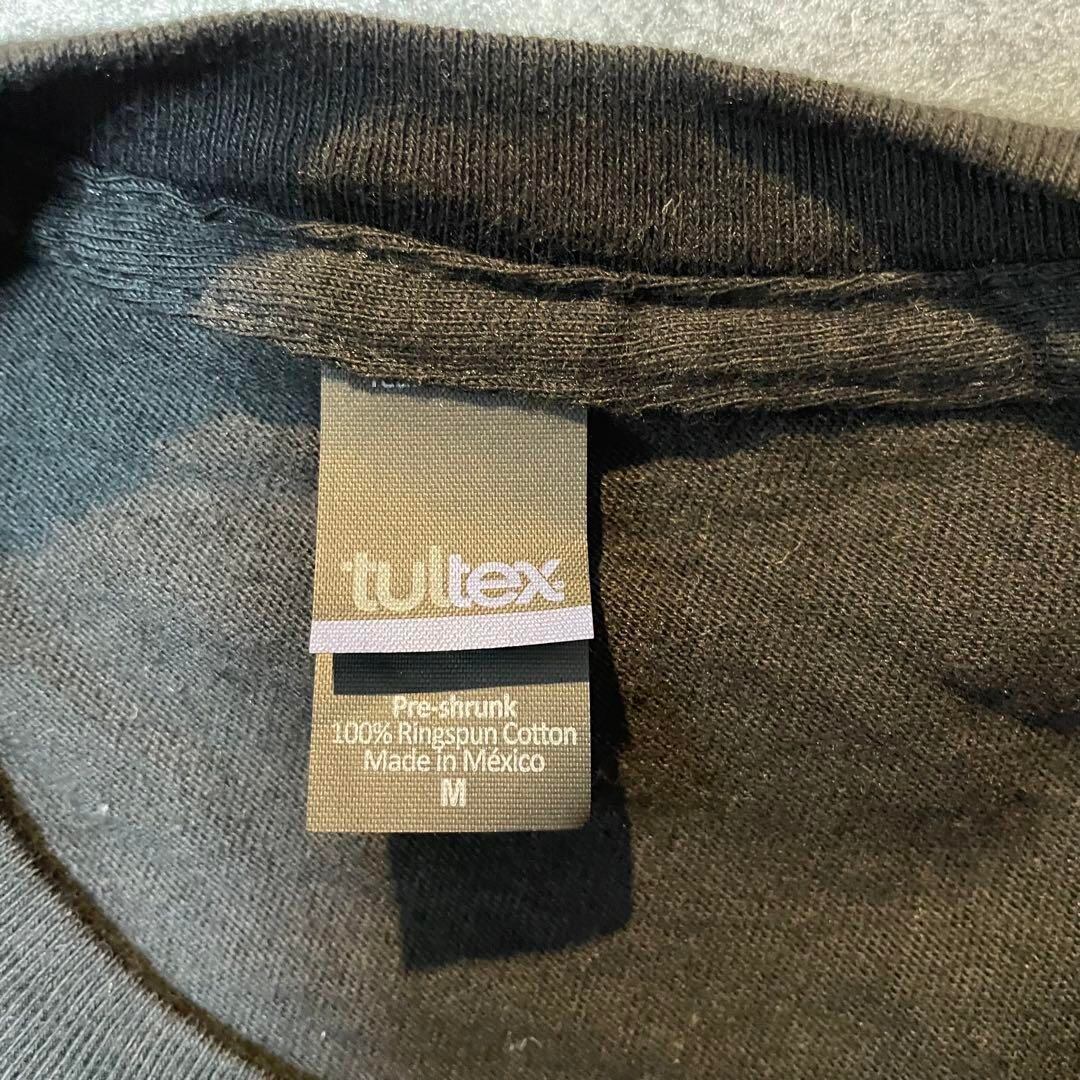 tultex
Pre-shrunk
100% Ringspun Cotton
Made in México
M